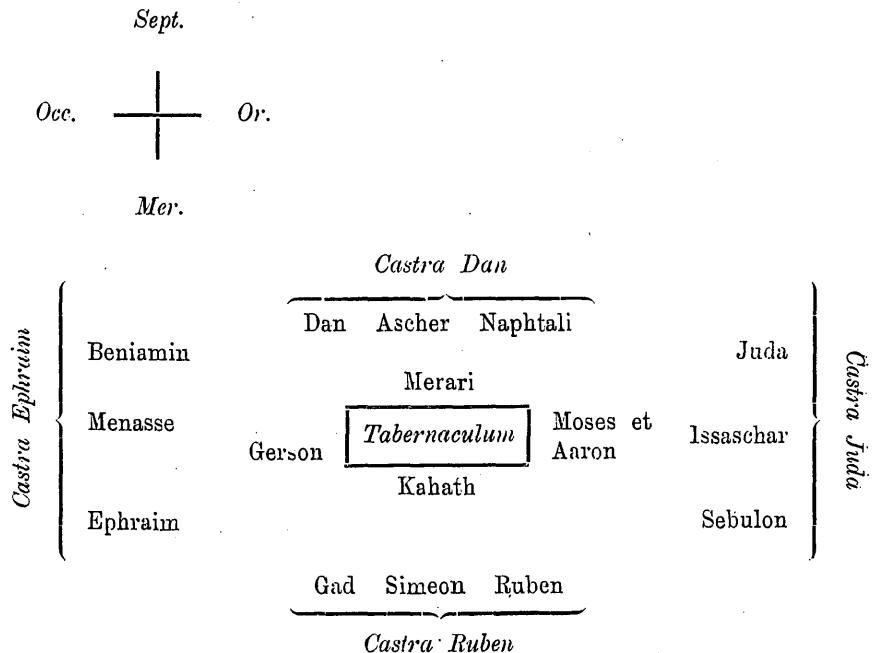 Sept.
Occ.
Or.
Mer.
Castra Dan
Dan Ascher Naphtali
Castra Ephraim
Beniamin
Menasse
Ephraim
Merari
Gerson
Tabernaculum
Moses et
Aaron
Kahath
Juda
Issaschar
Sebulon
Castra Juda
Gad Simeon Ruben
Castra Ruben